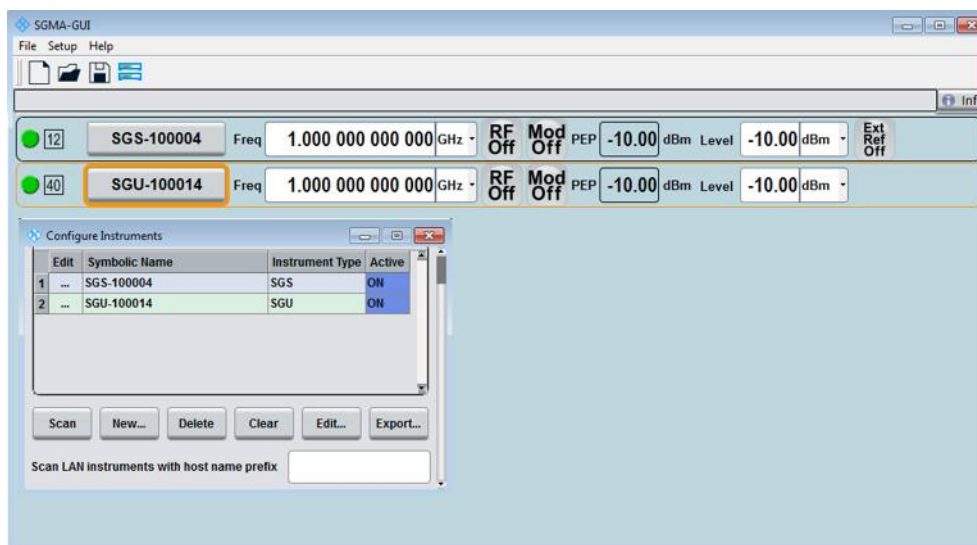 SGMA-GUI
File Setup Help
Inf
12 SGS-100004 Freq 1.000 000 000 000 GHz RF Off Mod Off PEP -10.00 dBm Level -10.00 dBm Ext Ref Off
40 SGU-100014 Freq 1.000 000 000 000 GHz RF Off Mod Off PEP -10.00 dBm Level -10.00 dBm
Configure Instruments
Edit Symbolic Name Instrument Type Active
1 ... SGS-100004 SGS ON
2 ... SGU-100014 SGU ON
Scan New... Delete Clear Edit... Export...
Scan LAN instruments with host name prefix